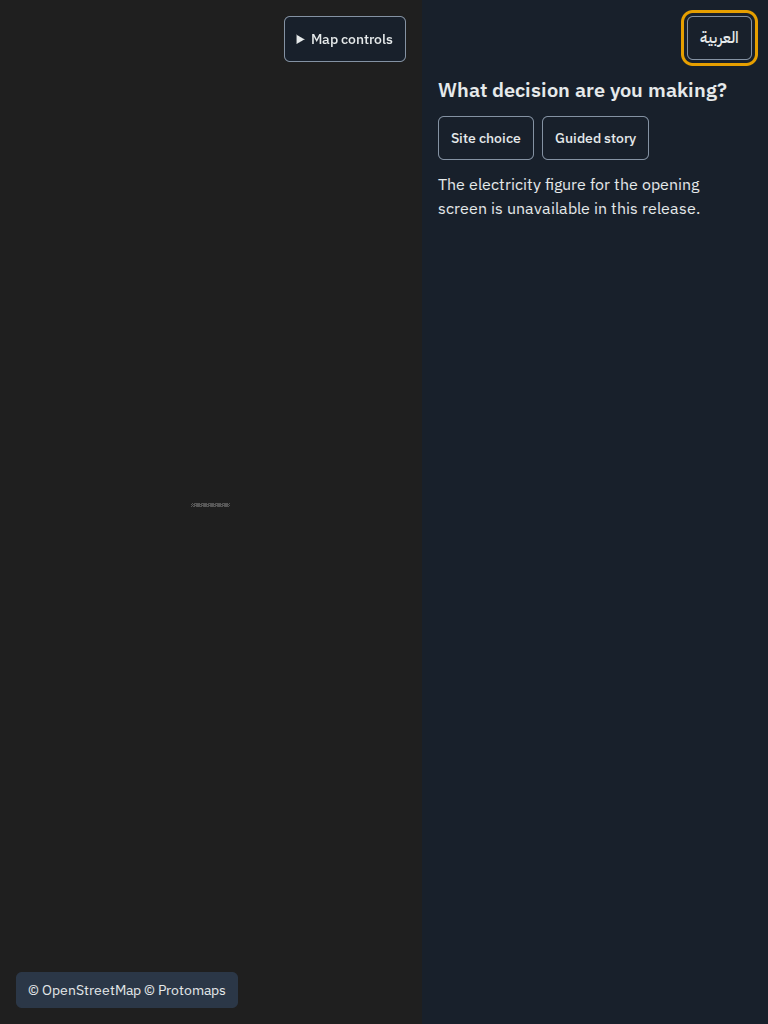 Map controls
العربية
What decision are you making?
Site choice
Guided story
The electricity figure for the opening
screen is unavailable in this release.
© OpenStreetMap © Protomaps